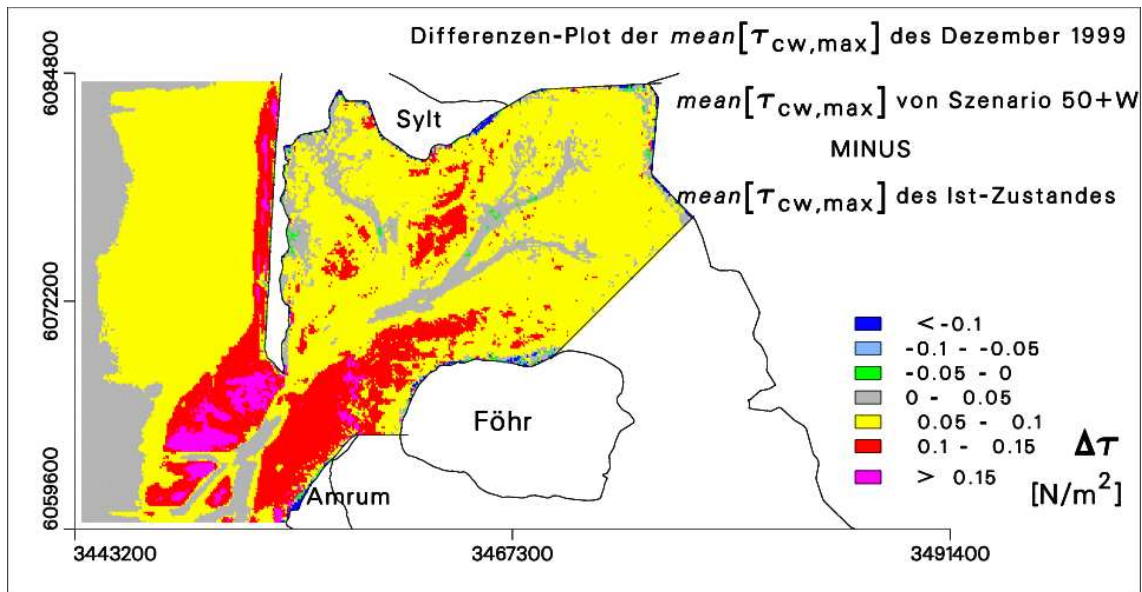 Differenzen-Plot der mean[τcw,max] des Dezember 1999
mean[τcw,max] von Szenario 50+W
MINUS
mean[τcw,max] des Ist-Zustandes
6084800
6072200
6059600
Sylt
Föhr
Amrum
< -0.1
-0.1 - -0.05
-0.05 - 0
0 - 0.05
0.05 - 0.1
0.1 - 0.15
> 0.15
Δτ
[N/m²]
3443200 3467300 3491400